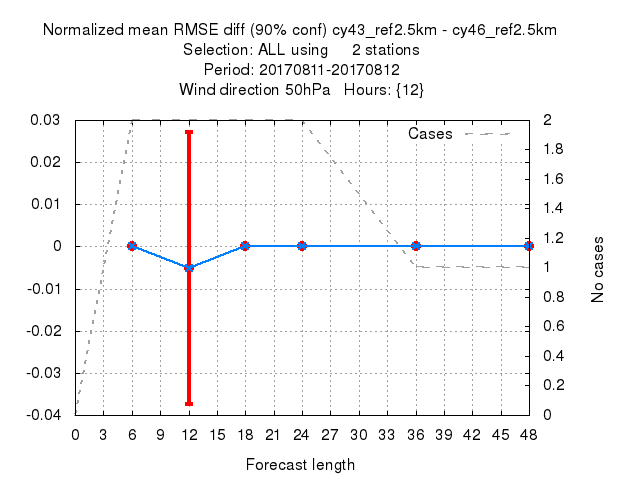 Normalized mean RMSE diff (90% conf) cy43_ref2.5km - cy46_ref2.5km
Selection: ALL using 2 stations
Period: 20170811-20170812
Wind direction 50hPa Hours: {12}
Cases
0.03
0.02
0.01
0
-0.01
-0.02
-0.03
-0.04
2
1.8
1.6
1.4
1.2
1
0.8
0.6
0.4
0.2
0
No cases
0 3 6 9 12 15 18 21 24 27 30 33 36 39 42 45 48
Forecast length